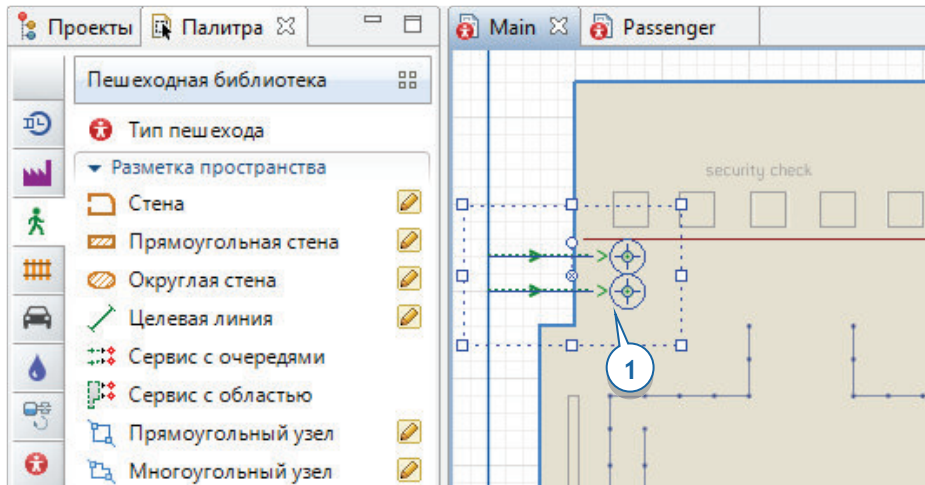 Проекты
Палитра
Main
Passenger
Пешеходная библиотека
Тип пешехода
Разметка пространства
Стена
Прямоугольная стена
Округлая стена
Целевая линия
Сервис с очередями
Сервис с областью
Прямоугольный узел
Многоугольный узел
security check
1